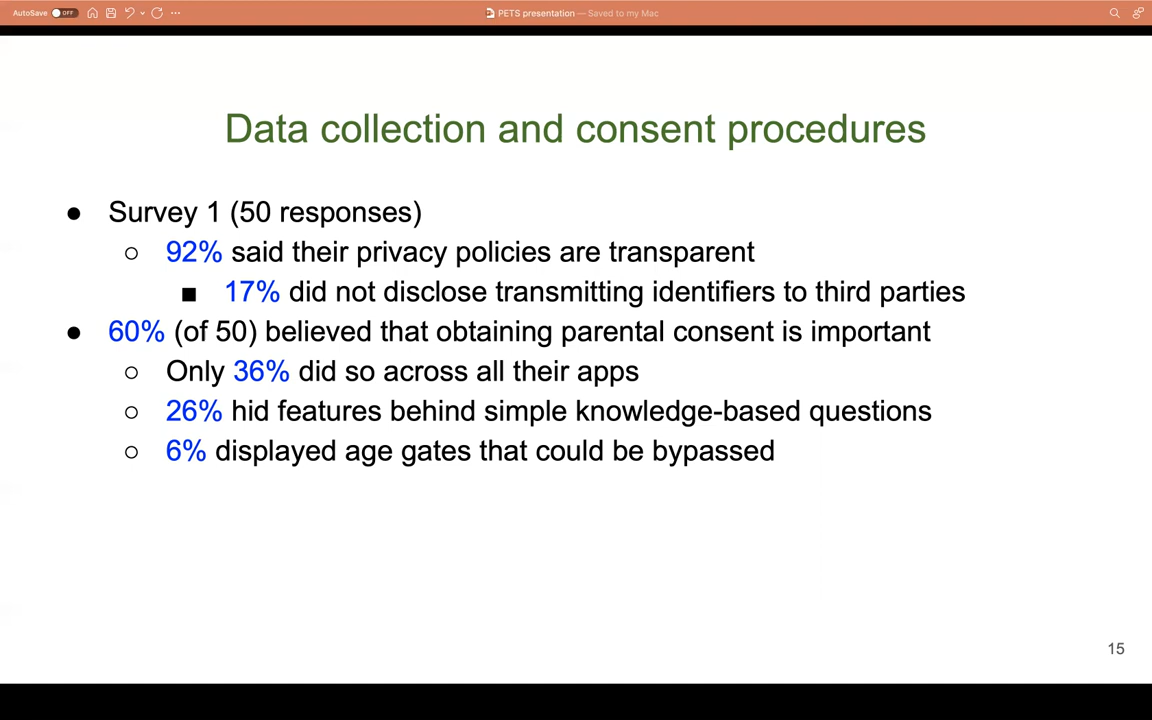 AutoSave OFF PETS presentation — Saved to my Mac
Data collection and consent procedures
● Survey 1 (50 responses)
○ 92% said their privacy policies are transparent
■ 17% did not disclose transmitting identifiers to third parties
● 60% (of 50) believed that obtaining parental consent is important
○ Only 36% did so across all their apps
○ 26% hid features behind simple knowledge-based questions
○ 6% displayed age gates that could be bypassed
15